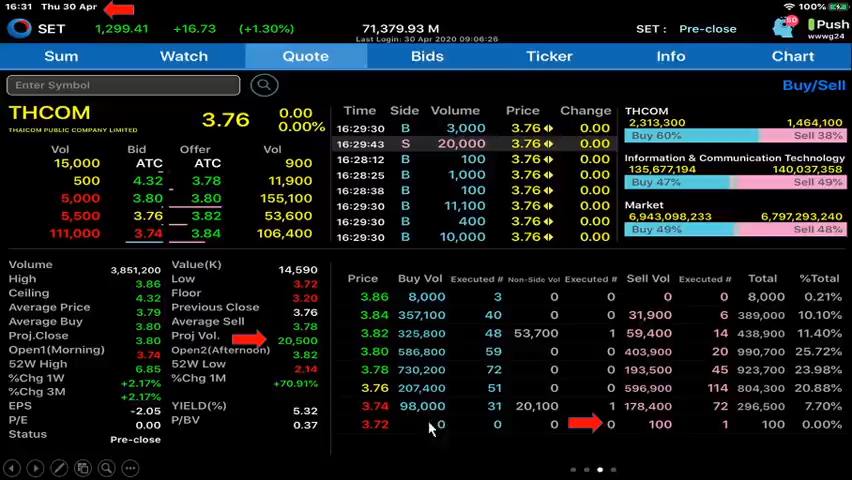 16:31 Thu 30 Apr 100%
SET 1,299.41 +16.73 (+1.30%) 71,379.93 M SET : Pre-close 50 Push
Last Login: 30 Apr 2020 09:06:26 wwwg24
Sum Watch Quote Bids Ticker Info Chart
Enter Symbol Buy/Sell
THCOM 3.76 0.00
THAICOM PUBLIC COMPANY LIMITED 0.00%
Vol Bid Offer Vol
15,000 ATC ATC 900
500 4.32 3.78 11,900
5,000 3.80 3.80 155,100
5,500 3.76 3.82 53,600
111,000 3.74 3.84 106,400
Time Side Volume Price Change
16:29:30 B 3,000 3.76 0.00
16:29:43 S 20,000 3.76 0.00
16:28:12 B 100 3.76 0.00
16:28:25 B 1,000 3.76 0.00
16:28:38 B 100 3.76 0.00
16:29:30 B 11,100 3.76 0.00
16:29:30 B 400 3.76 0.00
16:29:30 B 10,000 3.76 0.00
THCOM
2,313,300 1,464,100
Buy 60% Sell 38%
Information & Communication Technology
135,677,194 140,037,358
Buy 47% Sell 49%
Market
6,943,098,233 6,797,293,240
Buy 49% Sell 48%
Volume 3,851,200 Value(K) 14,590
High 3.86 Low 3.72
Ceiling 4.32 Floor 3.20
Average Price 3.79 Previous Close 3.76
Average Buy 3.80 Average Sell 3.78
Proj.Close 3.80 Proj Vol. 20,500
Open1(Morning) 3.74 Open2(Afternoon) 3.82
52W High 6.85 52W Low 2.14
%Chg 1W +2.17% %Chg 1M +70.91%
%Chg 3M +2.17%
EPS -2.05 YIELD(%) 5.32
P/E 0.00 P/BV 0.37
Status Pre-close
Price Buy Vol Executed # Non-Side Vol Executed # Sell Vol Executed # Total %Total
3.86 8,000 3 0 0 0 0 8,000 0.21%
3.84 357,100 40 0 0 31,900 6 389,000 10.10%
3.82 325,800 48 53,700 1 59,400 14 438,900 11.40%
3.80 586,800 59 0 0 403,900 20 990,700 25.72%
3.78 730,200 72 0 0 193,500 45 923,700 23.98%
3.76 207,400 51 0 0 596,900 114 804,300 20.88%
3.74 98,000 31 20,100 1 178,400 72 296,500 7.70%
3.72 0 0 0 0 100 1 100 0.00%